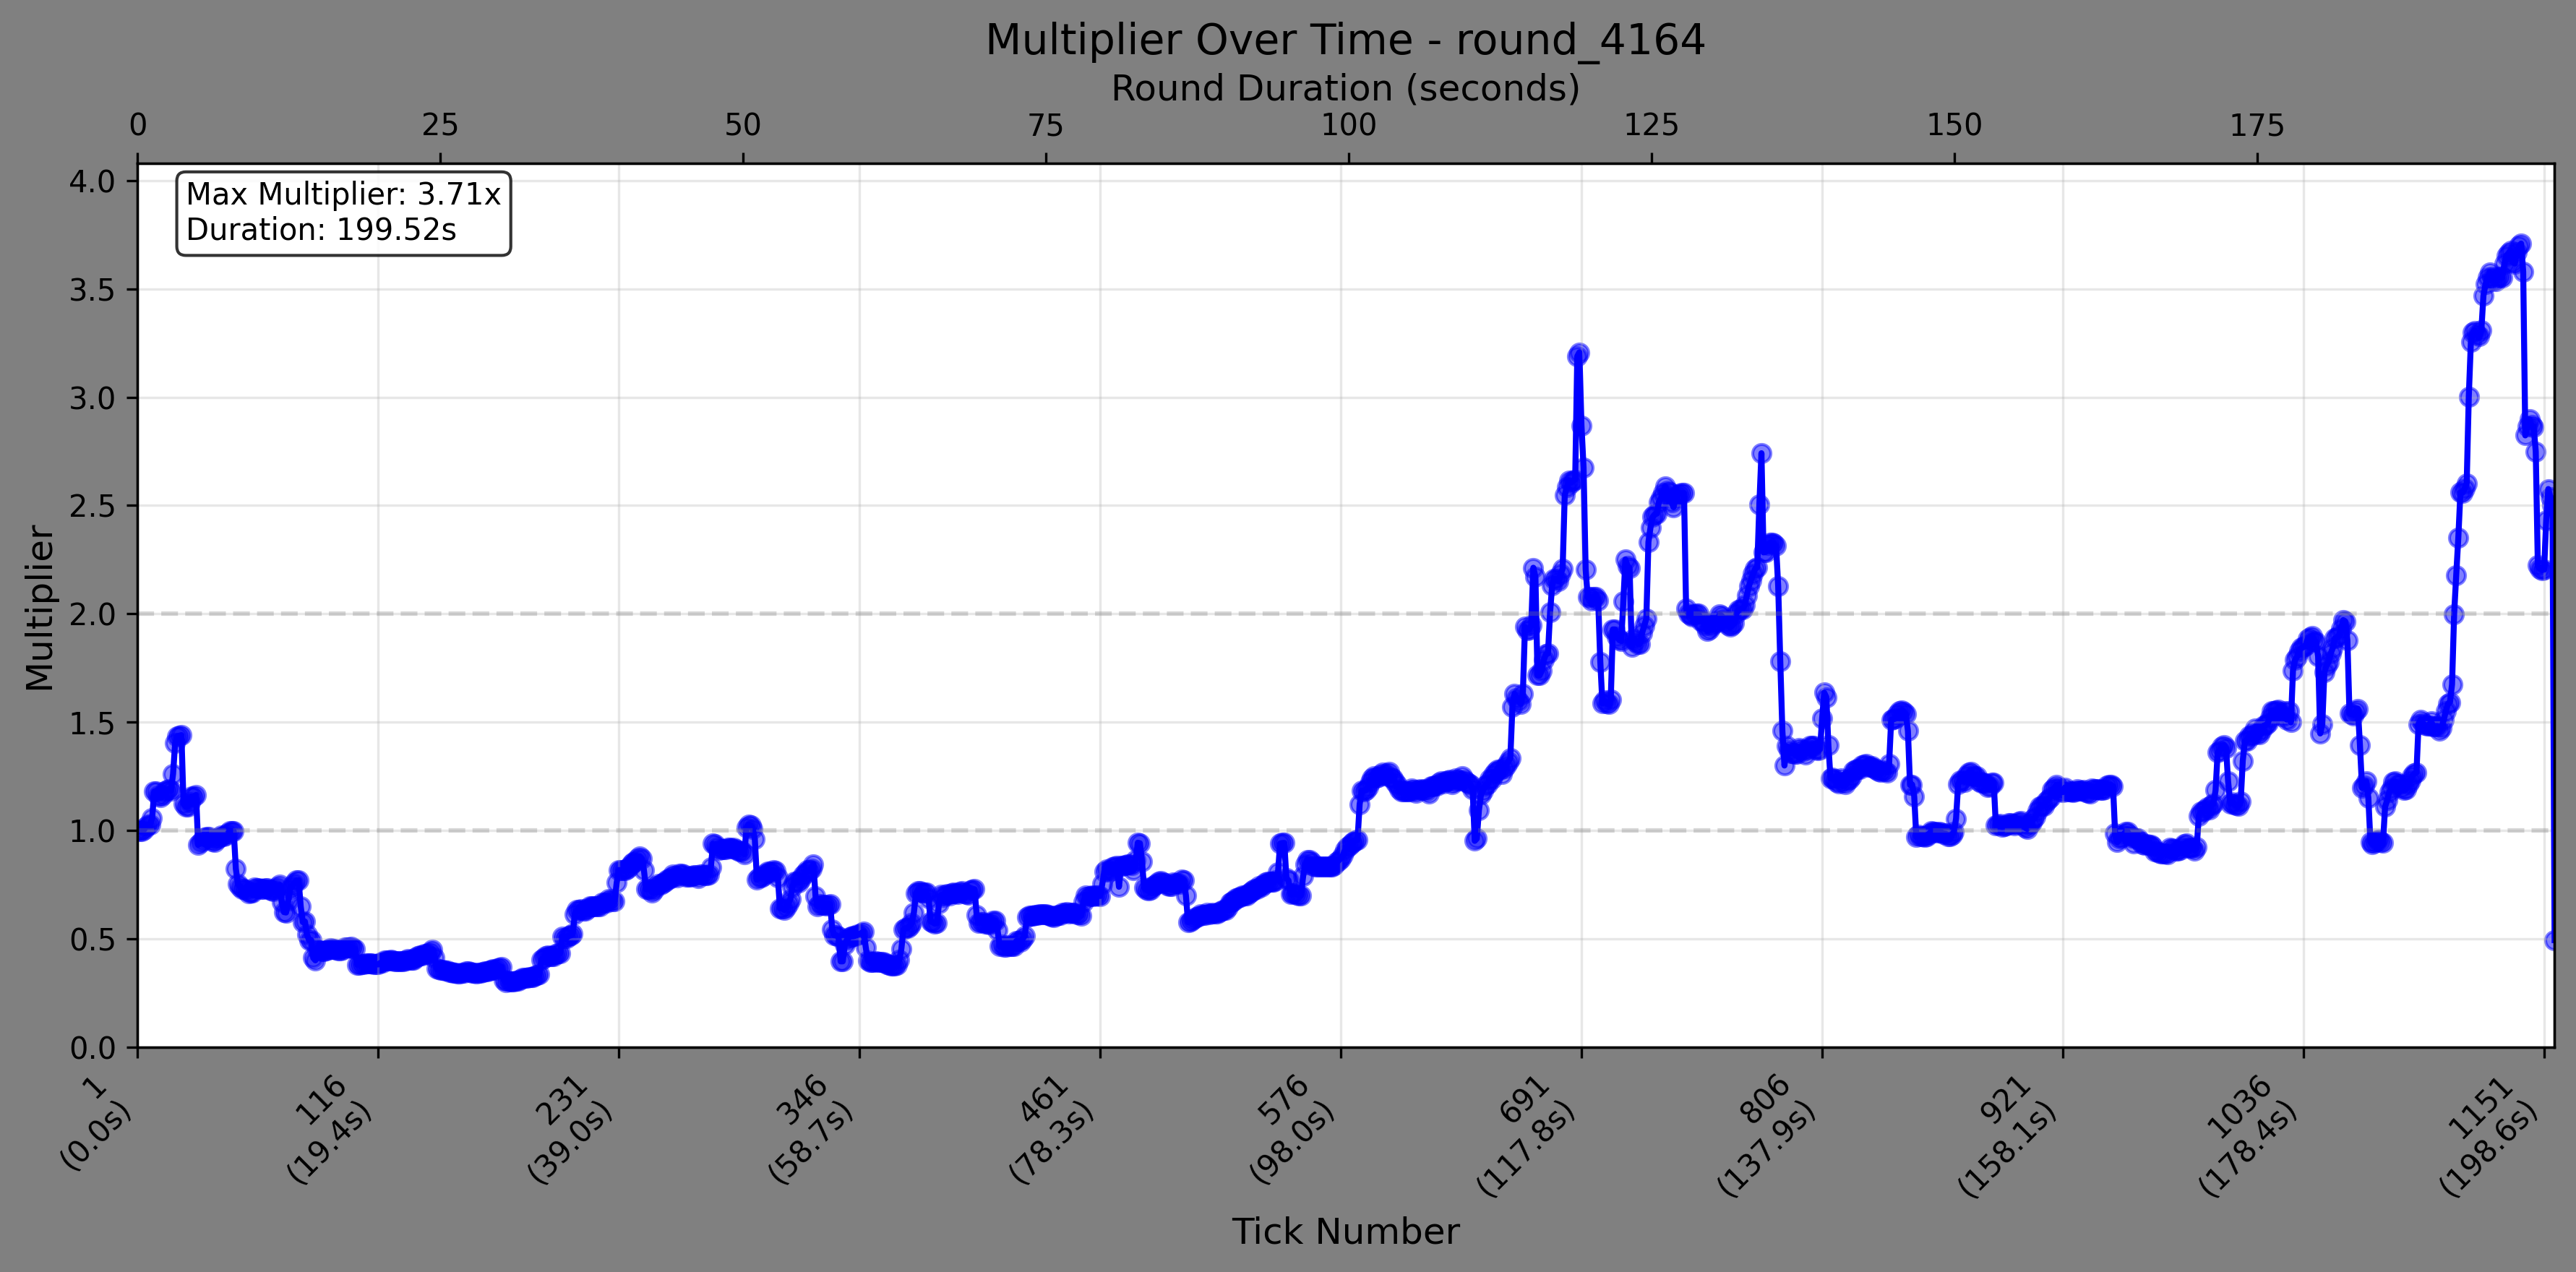 Multiplier Over Time - round_4164
Round Duration (seconds)
0 25 50 75 100 125 150 175
Max Multiplier: 3.71x
Duration: 199.52s
4.0
3.5
3.0
2.5
2.0
1.5
1.0
0.5
0.0
Multiplier
1 116 231 346 461 576 691 806 921 1036 1151
(0.0s) (19.4s) (39.0s) (58.7s) (78.3s) (98.0s) (117.8s) (137.9s) (158.1s) (178.4s) (198.6s)
Tick Number